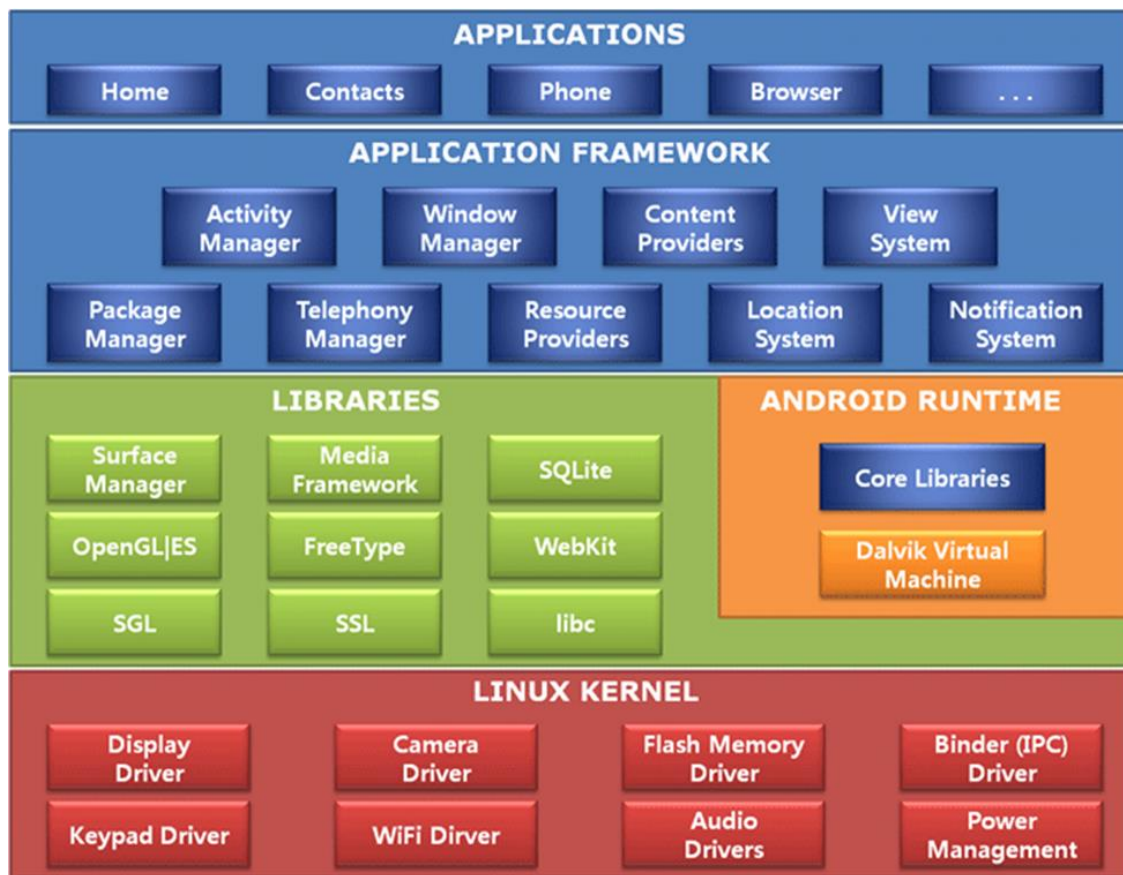 APPLICATIONS
Home
Contacts
Phone
Browser
. . .
APPLICATION FRAMEWORK
Activity
Manager
Window
Manager
Content
Providers
View
System
Package
Manager
Telephony
Manager
Resource
Providers
Location
System
Notification
System
LIBRARIES
Surface
Manager
Media
Framework
SQLite
OpenGL|ES
FreeType
WebKit
SGL
SSL
libc
ANDROID RUNTIME
Core Libraries
Dalvik Virtual
Machine
LINUX KERNEL
Display
Driver
Camera
Driver
Flash Memory
Driver
Binder (IPC)
Driver
Keypad Driver
WiFi Dirver
Audio
Drivers
Power
Management